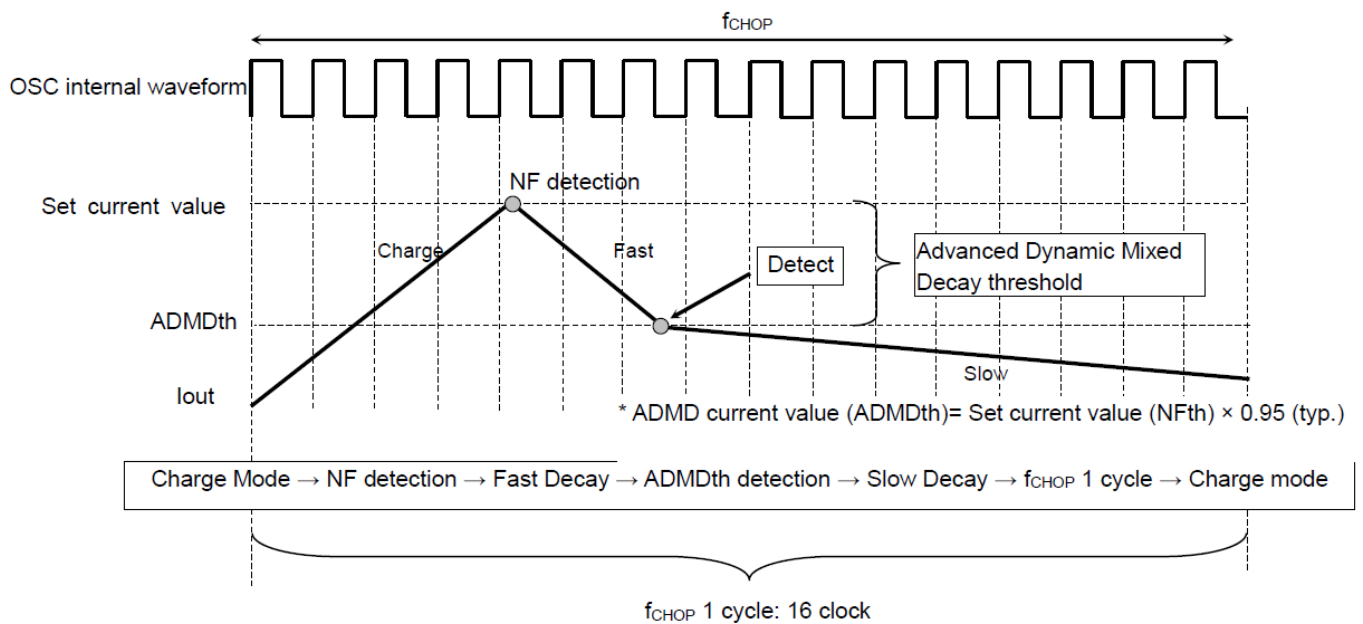 fCHOP
OSC internal waveform
NF detection
Set current value
Charge
Fast
Detect
Advanced Dynamic Mixed
Decay threshold
ADMDth
Slow
Iout
* ADMD current value (ADMDth)= Set current value (NFth) × 0.95 (typ.)
Charge Mode → NF detection → Fast Decay → ADMDth detection → Slow Decay → fCHOP 1 cycle → Charge mode
fCHOP 1 cycle: 16 clock